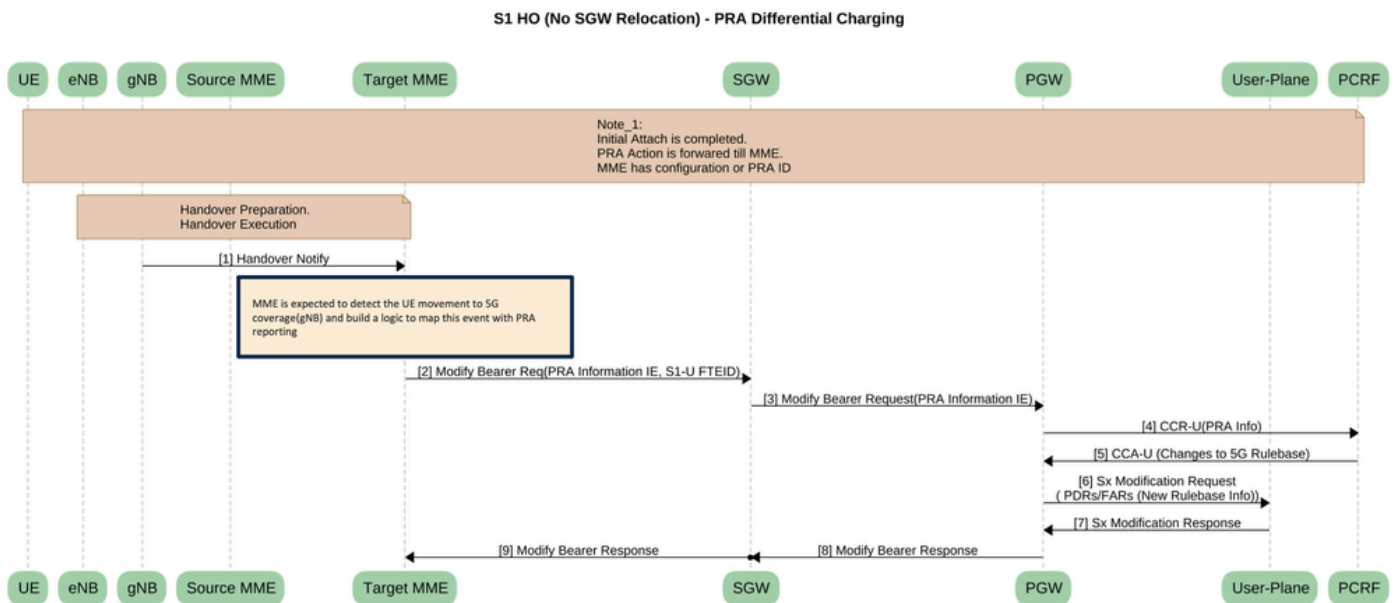 S1 HO (No SGW Relocation) - PRA Differential Charging
UE eNB gNB Source MME Target MME SGW PGW User-Plane PCRF
Note_1:
Initial Attach is completed.
PRA Action is forwared till MME.
MME has configuration or PRA ID
Handover Preparation.
Handover Execution
[1] Handover Notify
MME is expected to detect the UE movement to 5G
coverage(gNB) and build a logic to map this event with PRA
reporting
[2] Modify Bearer Req(PRA Information IE, S1-U FTEID)
[3] Modify Bearer Request(PRA Information IE)
[4] CCR-U(PRA Info)
[5] CCA-U (Changes to 5G Rulebase)
[6] Sx Modification Request
( PDRs/FARs (New Rulebase Info))
[7] Sx Modification Response
[9] Modify Bearer Response [8] Modify Bearer Response
UE eNB gNB Source MME Target MME SGW PGW User-Plane PCRF